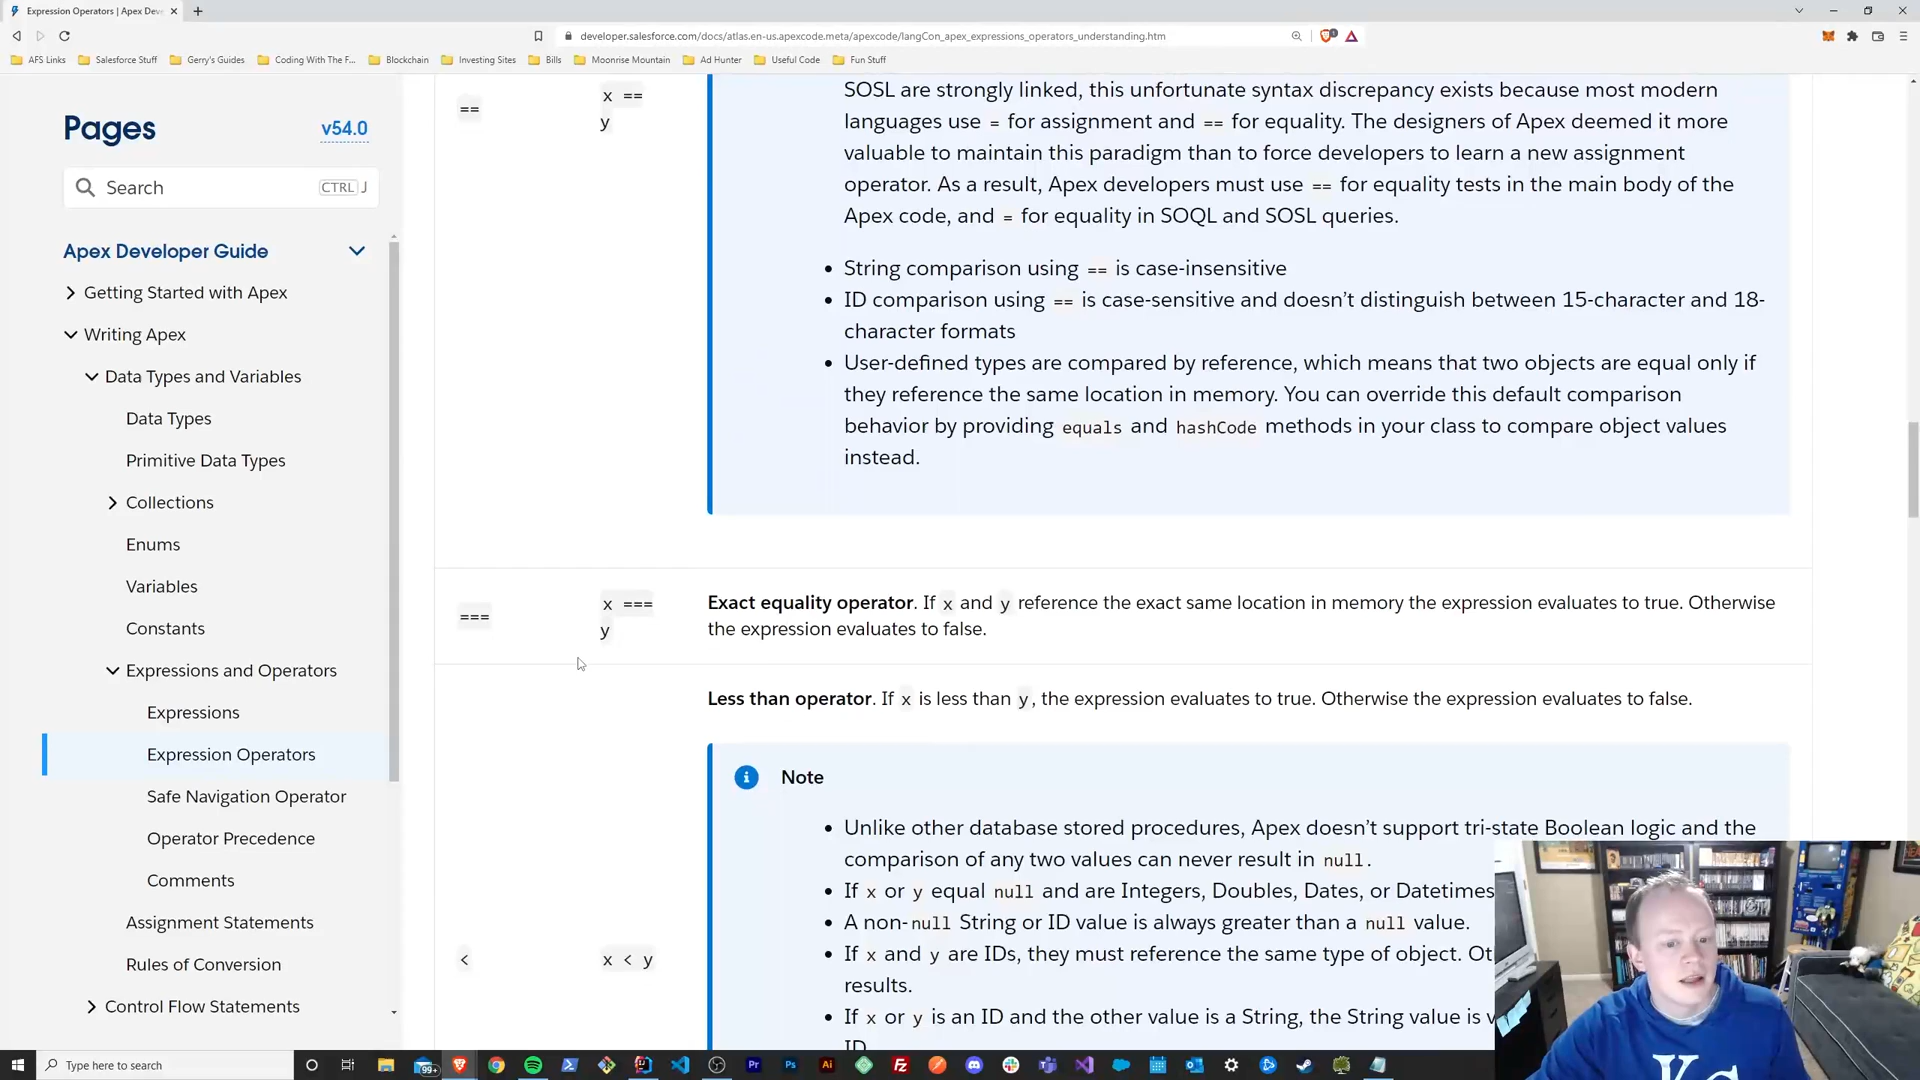 Expression Operators | Apex Deve
developer.salesforce.com/docs/atlas.en-us.apexcode.meta/apexcode/langCon_apex_expressions_operators_understanding.htm
AFS Links Salesforce Stuff Gerry's Guides Coding With The F... Blockchain Investing Sites Bills Moonrise Mountain Ad Hunter Useful Code Fun Stuff
Pages v54.0
Search CTRL J
Apex Developer Guide
Getting Started with Apex
Writing Apex
Data Types and Variables
Data Types
Primitive Data Types
Collections
Enums
Variables
Constants
Expressions and Operators
Expressions
Expression Operators
Safe Navigation Operator
Operator Precedence
Comments
Assignment Statements
Rules of Conversion
Control Flow Statements
==
x ==
y
SOSL are strongly linked, this unfortunate syntax discrepancy exists because most modern
languages use = for assignment and == for equality. The designers of Apex deemed it more
valuable to maintain this paradigm than to force developers to learn a new assignment
operator. As a result, Apex developers must use == for equality tests in the main body of the
Apex code, and = for equality in SOQL and SOSL queries.
• String comparison using == is case-insensitive
• ID comparison using == is case-sensitive and doesn't distinguish between 15-character and 18-
character formats
• User-defined types are compared by reference, which means that two objects are equal only if
they reference the same location in memory. You can override this default comparison
behavior by providing equals and hashCode methods in your class to compare object values
instead.
===
x ===
y
Exact equality operator. If x and y reference the exact same location in memory the expression evaluates to true. Otherwise
the expression evaluates to false.
<
x < y
Less than operator. If x is less than y, the expression evaluates to true. Otherwise the expression evaluates to false.
Note
• Unlike other database stored procedures, Apex doesn't support tri-state Boolean logic and the
comparison of any two values can never result in null.
• If x or y equal null and are Integers, Doubles, Dates, or Datetimes
• A non-null String or ID value is always greater than a null value.
• If x and y are IDs, they must reference the same type of object. Ot
results.
• If x or y is an ID and the other value is a String, the String value is v
ID.
Type here to search
99+